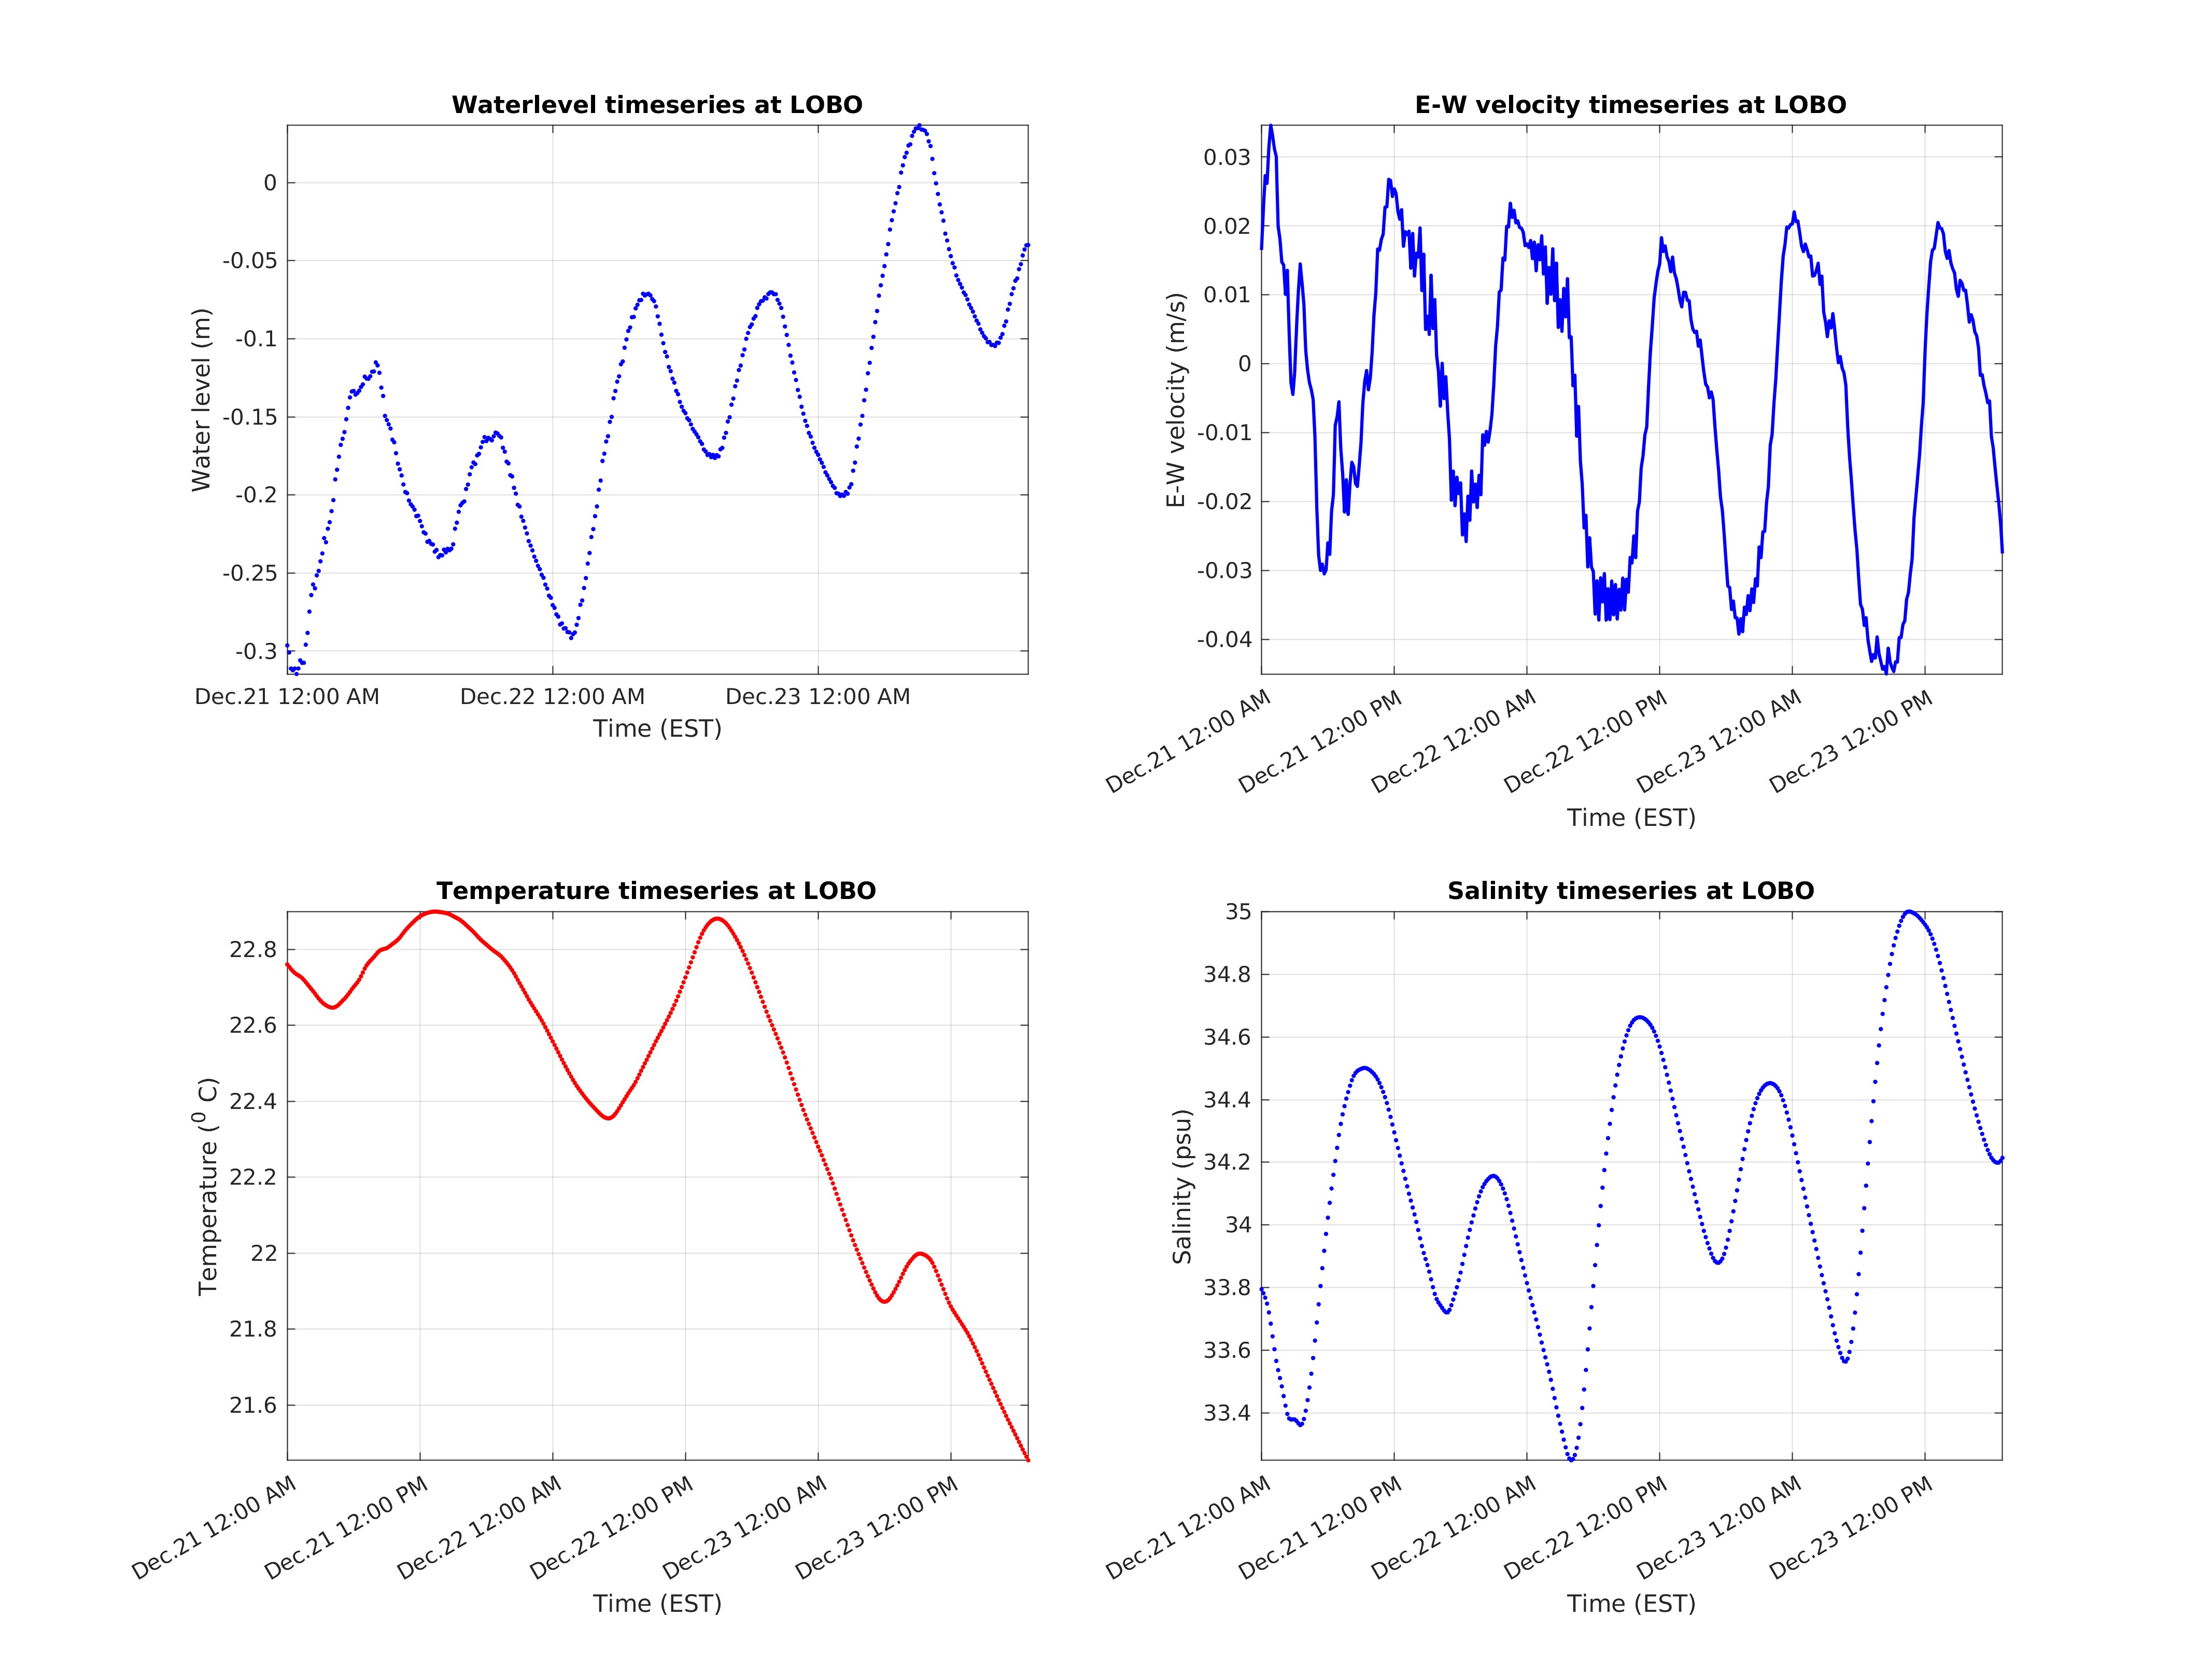 Waterlevel timeseries at LOBO
Water level (m)
0
-0.05
-0.1
-0.15
-0.2
-0.25
-0.3
Dec.21 12:00 AM
Dec.22 12:00 AM
Dec.23 12:00 AM
Time (EST)
E-W velocity timeseries at LOBO
E-W velocity (m/s)
0.03
0.02
0.01
0
-0.01
-0.02
-0.03
-0.04
Dec.21 12:00 AM
Dec.21 12:00 PM
Dec.22 12:00 AM
Dec.22 12:00 PM
Dec.23 12:00 AM
Dec.23 12:00 PM
Time (EST)
Temperature timeseries at LOBO
Temperature (⁰ C)
22.8
22.6
22.4
22.2
22
21.8
21.6
Dec.21 12:00 AM
Dec.21 12:00 PM
Dec.22 12:00 AM
Dec.22 12:00 PM
Dec.23 12:00 AM
Dec.23 12:00 PM
Time (EST)
Salinity timeseries at LOBO
Salinity (psu)
35
34.8
34.6
34.4
34.2
34
33.8
33.6
33.4
Dec.21 12:00 AM
Dec.21 12:00 PM
Dec.22 12:00 AM
Dec.22 12:00 PM
Dec.23 12:00 AM
Dec.23 12:00 PM
Time (EST)